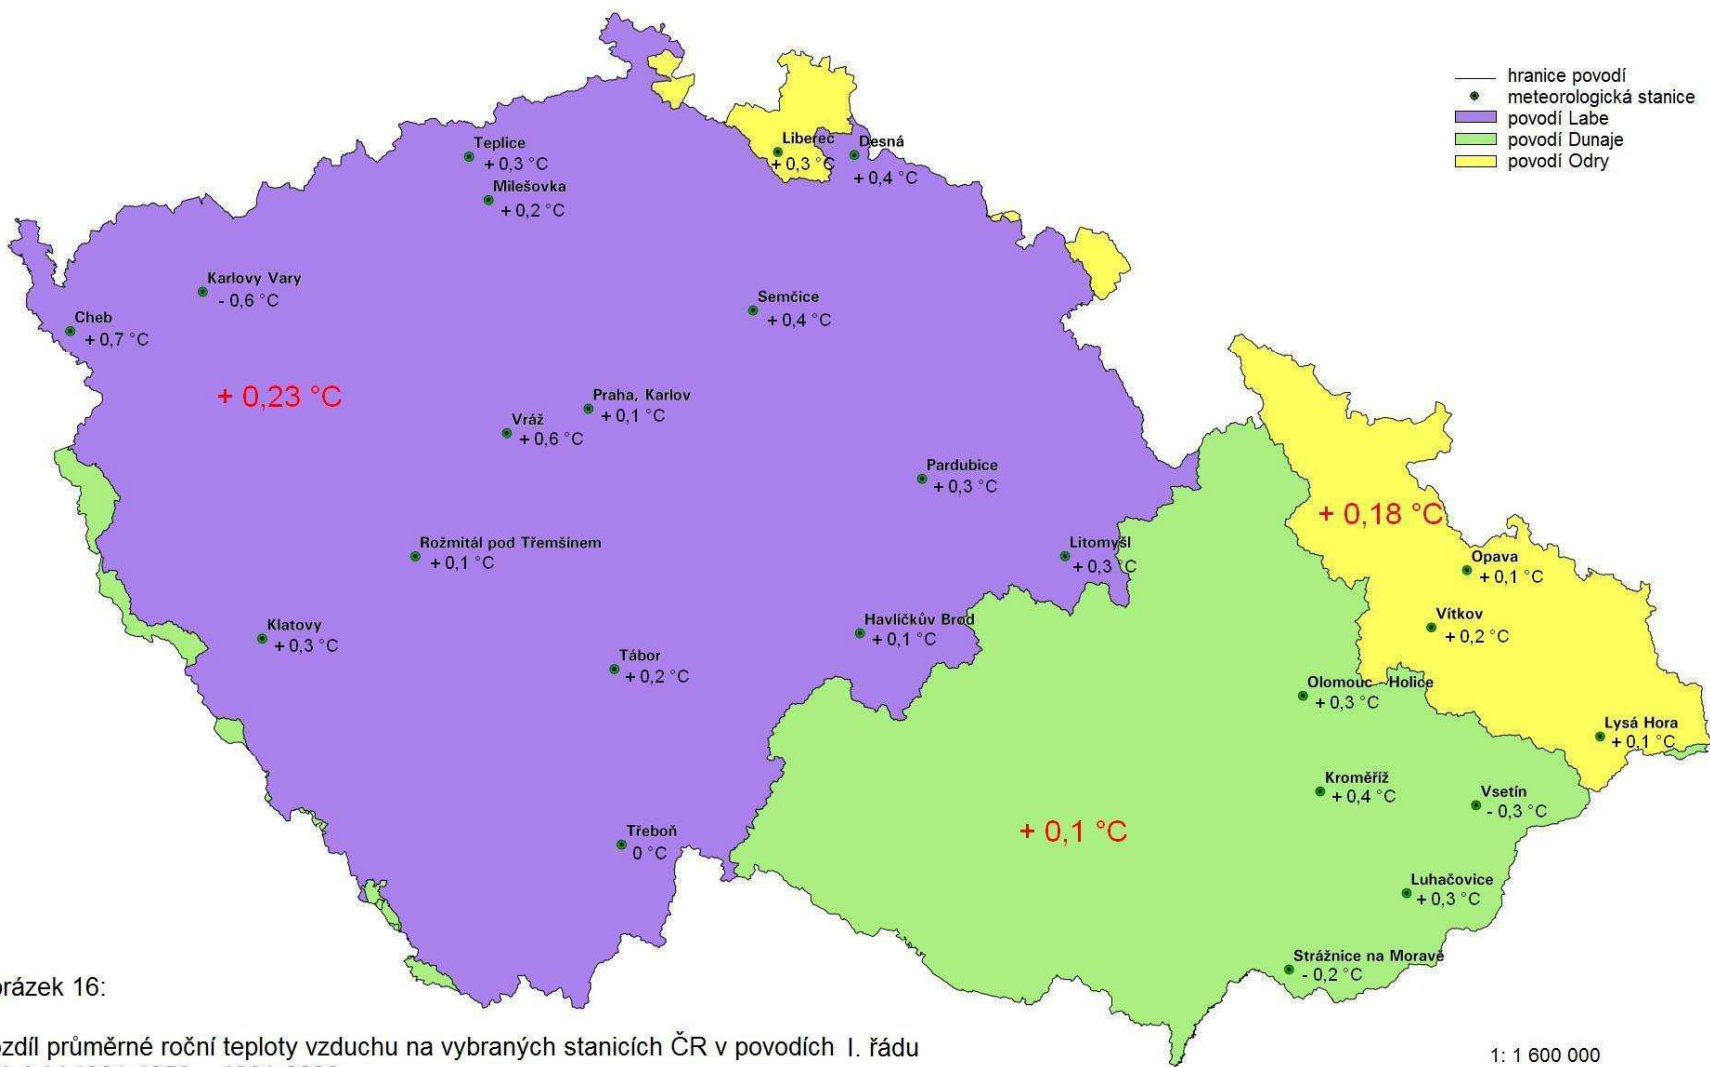 hranice povodí
meteorologická stanice
povodí Labe
povodí Dunaje
povodí Odry
Teplice
+ 0,3 °C
Milešovka
+ 0,2 °C
Liberec
+ 0,3 °C
Desná
+ 0,4 °C
Karlovy Vary
- 0,6 °C
Cheb
+ 0,7 °C
Semčice
+ 0,4 °C
+ 0,23 °C
Praha, Karlov
+ 0,1 °C
Vráž
+ 0,6 °C
Pardubice
+ 0,3 °C
+ 0,18 °C
Rožmitál pod Třemšínem
+ 0,1 °C
Litomyšl
+ 0,3 °C
Opava
+ 0,1 °C
Vítkov
+ 0,2 °C
Klatovy
+ 0,3 °C
Havlíčkův Brod
+ 0,1 °C
Tábor
+ 0,2 °C
Olomouc - Holice
+ 0,3 °C
Lysá Hora
+ 0,1 °C
Kroměříž
+ 0,4 °C
Vsetín
- 0,3 °C
Třeboň
0 °C
+ 0,1 °C
Luhačovice
+ 0,3 °C
Strážnice na Moravě
- 0,2 °C
rázek 16:
zdíl průměrné roční teploty vzduchu na vybraných stanicích ČR v povodích I. řádu
1: 1 600 000